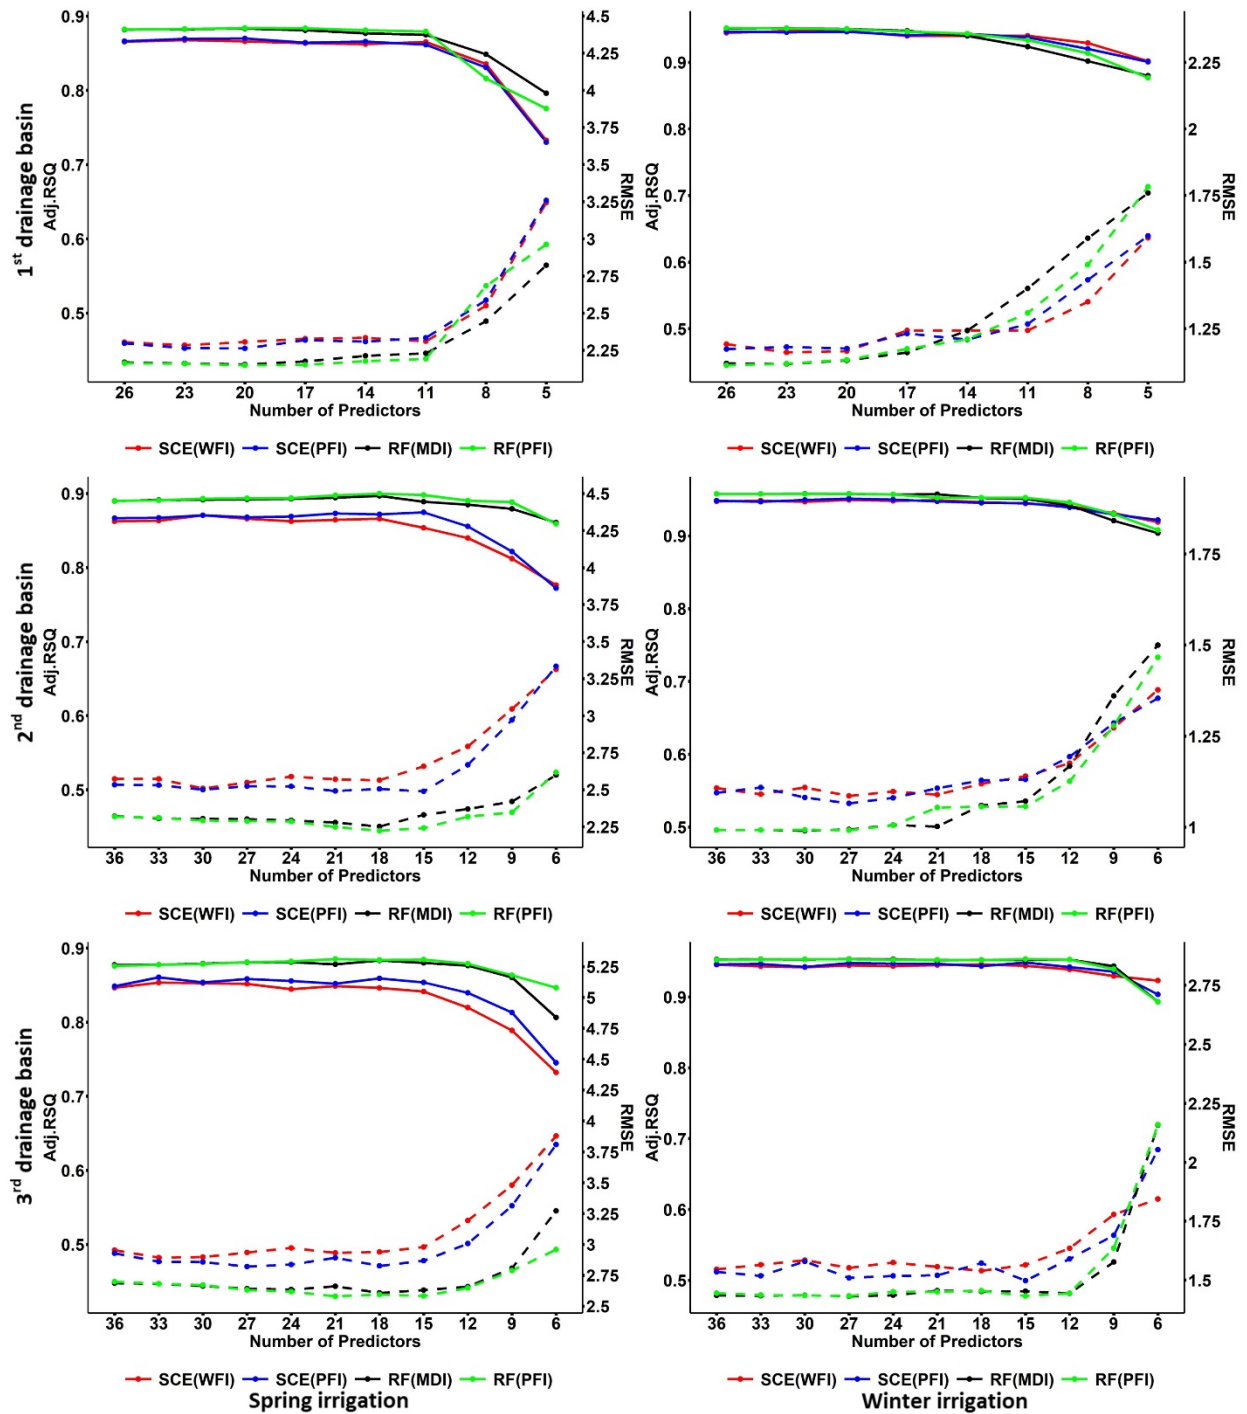 1st drainage basin
Adj.RSQ
0.9
0.8
0.7
0.6
0.5
4.5
4.25
4
3.75
3.5
3.25
3
2.75
2.5
2.25
RMSE
26 23 20 17 14 11 8 5
Number of Predictors
SCE(WFI) SCE(PFI) RF(MDI) RF(PFI)
Adj.RSQ
0.9
0.8
0.7
0.6
0.5
2.25
2
1.75
1.5
1.25
RMSE
26 23 20 17 14 11 8 5
Number of Predictors
SCE(WFI) SCE(PFI) RF(MDI) RF(PFI)
2nd drainage basin
Adj.RSQ
0.9
0.8
0.7
0.6
0.5
4.5
4.25
4
3.75
3.5
3.25
3
2.75
2.5
2.25
RMSE
36 33 30 27 24 21 18 15 12 9 6
Number of Predictors
SCE(WFI) SCE(PFI) RF(MDI) RF(PFI)
Adj.RSQ
0.9
0.8
0.7
0.6
0.5
1.75
1.5
1.25
1
RMSE
36 33 30 27 24 21 18 15 12 9 6
Number of Predictors
SCE(WFI) SCE(PFI) RF(MDI) RF(PFI)
3rd drainage basin
Adj.RSQ
0.9
0.8
0.7
0.6
0.5
5.25
5
4.75
4.5
4.25
4
3.75
3.5
3.25
3
2.75
2.5
RMSE
36 33 30 27 24 21 18 15 12 9 6
Number of Predictors
SCE(WFI) SCE(PFI) RF(MDI) RF(PFI)
Spring irrigation
Adj.RSQ
0.9
0.8
0.7
0.6
0.5
2.75
2.5
2.25
2
1.75
1.5
RMSE
36 33 30 27 24 21 18 15 12 9 6
Number of Predictors
SCE(WFI) SCE(PFI) RF(MDI) RF(PFI)
Winter irrigation